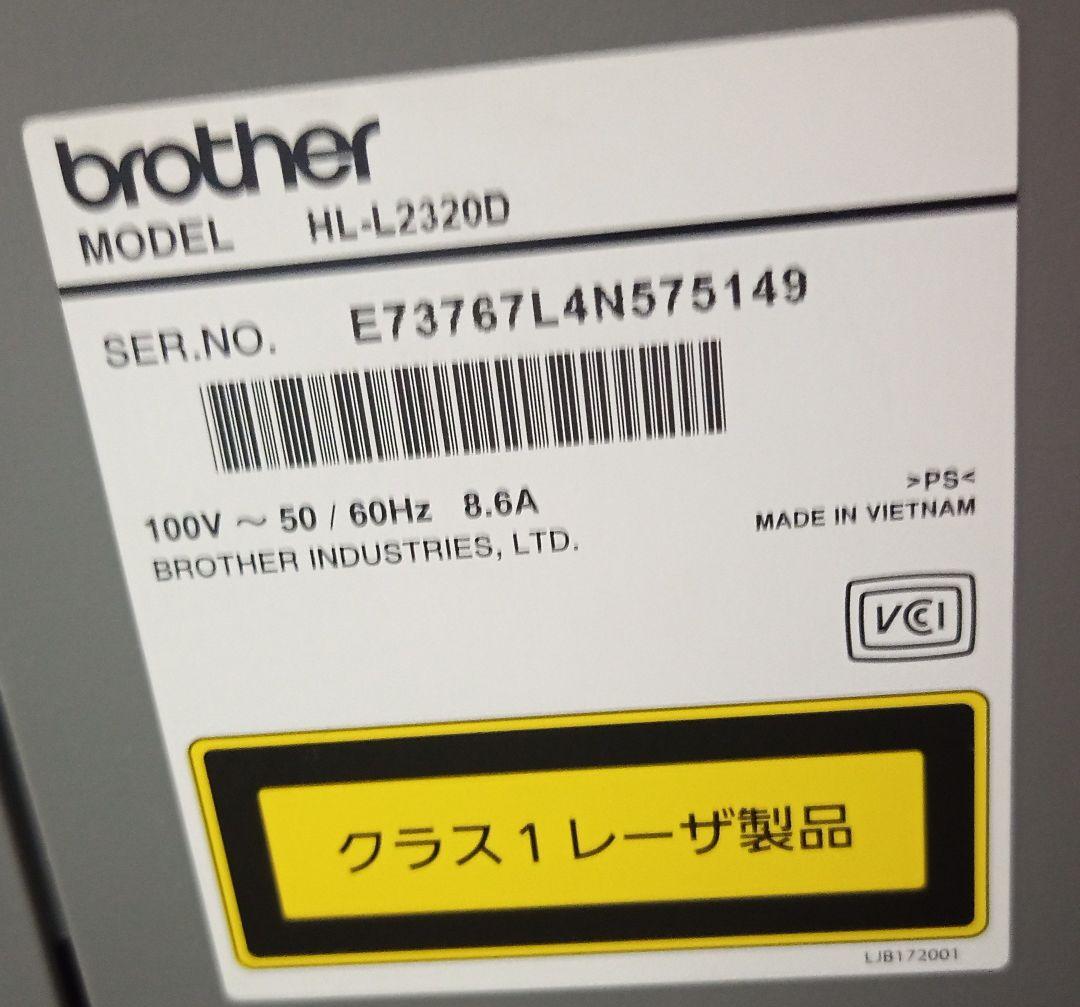 brother
MODEL HL-L2320D
SER.NO. E73767L4N575149
100V ~ 50 / 60Hz 8.6A
BROTHER INDUSTRIES, LTD.
>PS<
MADE IN VIETNAM
VCCI
クラス1レーザ製品
LJB172001